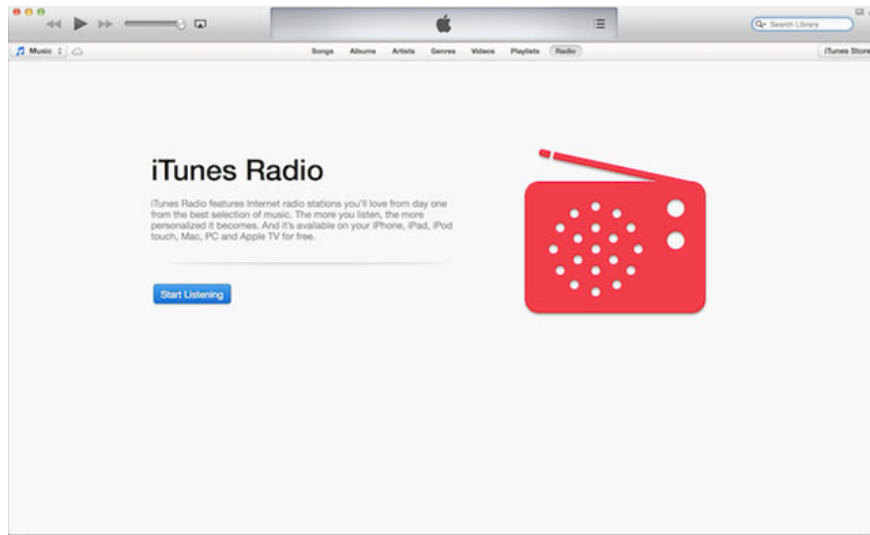 Search Library
Music
Songs Albums Artists Genres Videos Playlists Radio
iTunes Store
iTunes Radio
iTunes Radio features Internet radio stations you'll love from day one
from the best selection of music. The more you listen, the more
personalized it becomes. And it's available on your iPhone, iPad, iPod
touch, Mac, PC and Apple TV for free.
Start Listening